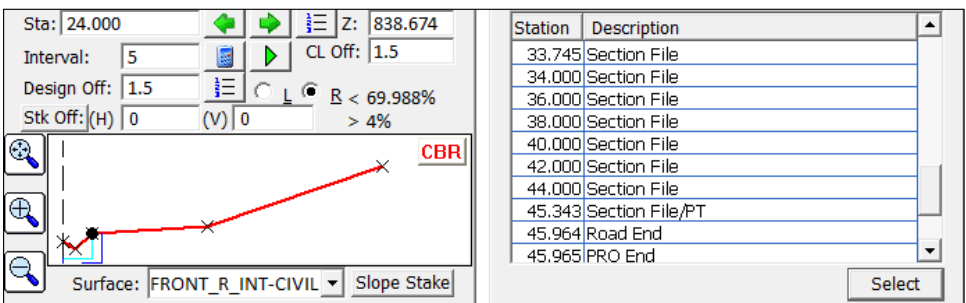 Sta: 24.000 Z: 838.674
Interval: 5 CL Off: 1.5
Design Off: 1.5 L R < 69.988%
Stk Off: (H) 0 (V) 0 > 4%
CBR
Surface: FRONT_R_INT-CIVIL Slope Stake
Station Description
33.745 Section File
34.000 Section File
36.000 Section File
38.000 Section File
40.000 Section File
42.000 Section File
44.000 Section File
45.343 Section File/PT
45.964 Road End
45.965 PRO End
Select